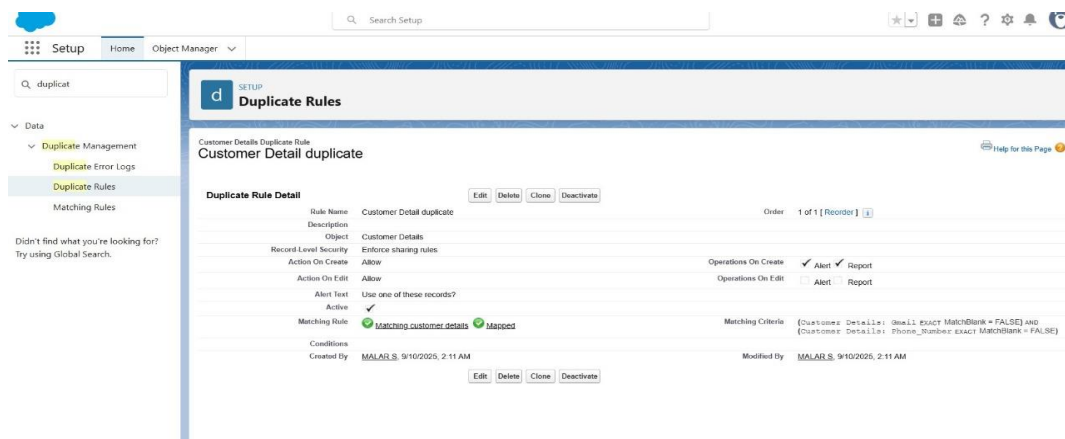 Search Setup
Setup Home Object Manager
duplicat
Data
Duplicate Management
Duplicate Error Logs
Duplicate Rules
Matching Rules
Didn't find what you're looking for?
Try using Global Search.
d
SETUP
Duplicate Rules
Customer Details Duplicate Rule
Customer Detail duplicate
Help for this Page
Duplicate Rule Detail Edit Delete Clone Deactivate
Rule Name Customer Detail duplicate Order 1 of 1 [ Reorder ] i
Description
Object Customer Details
Record-Level Security Enforce sharing rules
Action On Create Allow Operations On Create Alert Report
Action On Edit Allow Operations On Edit Alert Report
Alert Text Use one of these records?
Active
Matching Rule Matching customer details Mapped Matching Criteria (Customer Details: Gmail EXACT MatchBlank = FALSE) AND
(Customer Details: Phone_Number EXACT MatchBlank = FALSE)
Conditions
Created By MALAR S, 9/10/2025, 2:11 AM Modified By MALAR S, 9/10/2025, 2:11 AM
Edit Delete Clone Deactivate